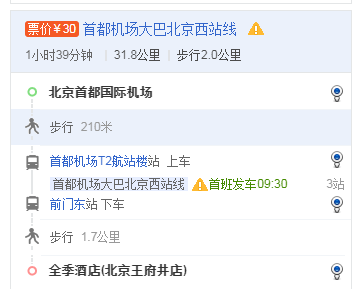 票价¥30 首都机场大巴北京西站线
1小时39分钟 | 31.8公里 | 步行2.0公里
北京首都国际机场
步行 210米
首都机场T2航站楼站 上车
首都机场大巴北京西站线 首班发车09:30 3站
前门东站 下车
步行 1.7公里
全季酒店(北京王府井店)